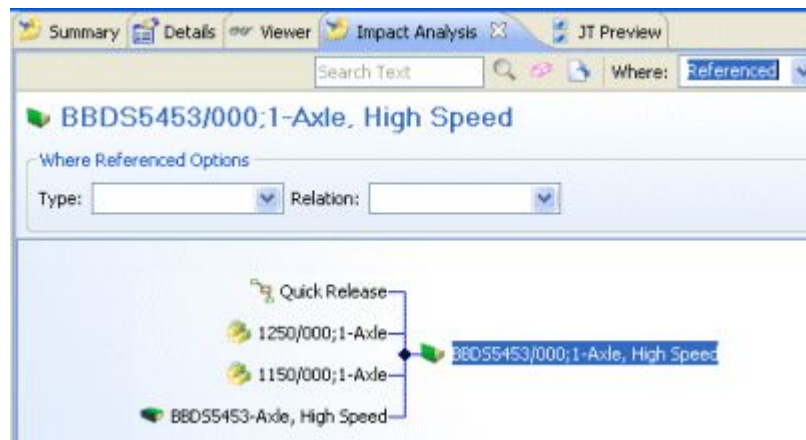 Summary Details Viewer Impact Analysis JT Preview
Search Text Where: Referenced
BBDS5453/000;1-Axle, High Speed
Where Referenced Options
Type: Relation:
Quick Release
1250/000;1-Axle
BBDS5453/000;1-Axle, High Speed
1150/000;1-Axle
BBDS5453-Axle, High Speed